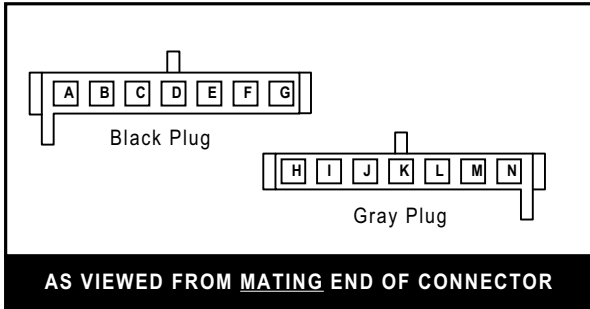 A B C D E F G
Black Plug
H I J K L M N
Gray Plug
AS VIEWED FROM MATING END OF CONNECTOR